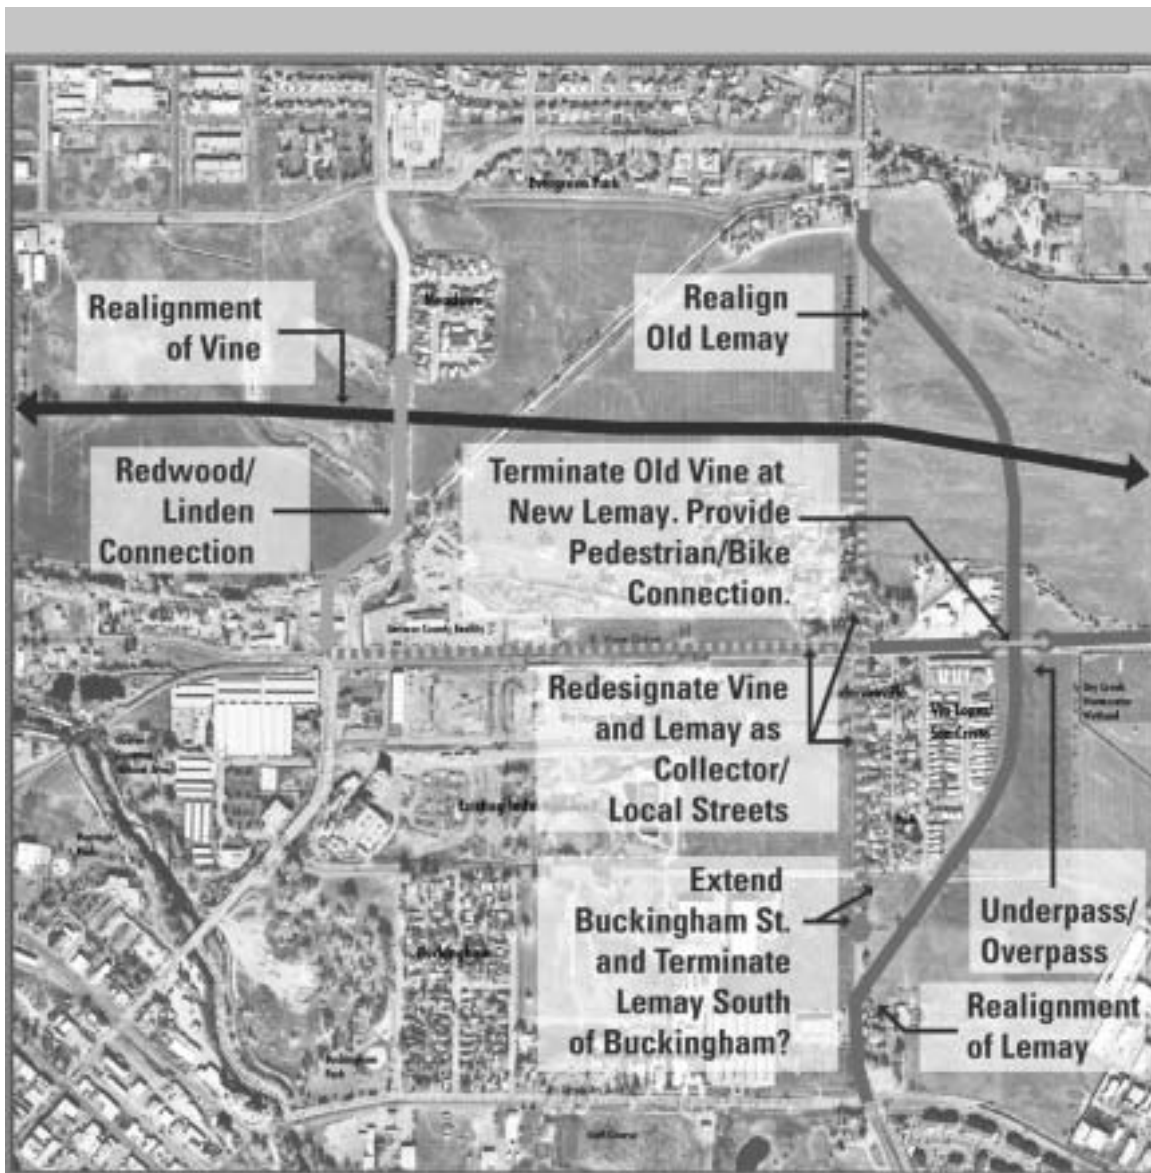 Evergreen Park
Realignment
of Vine
Realign
Old Lemay
Redwood/
Linden
Connection
Terminate Old Vine at
New Lemay. Provide
Pedestrian/Bike
Connection.
Redesignate Vine
and Lemay as
Collector/
Local Streets
Extend
Buckingham St.
and Terminate
Lemay South
of Buckingham?
Underpass/
Overpass
Realignment
of Lemay
Buckingham
Golf Course